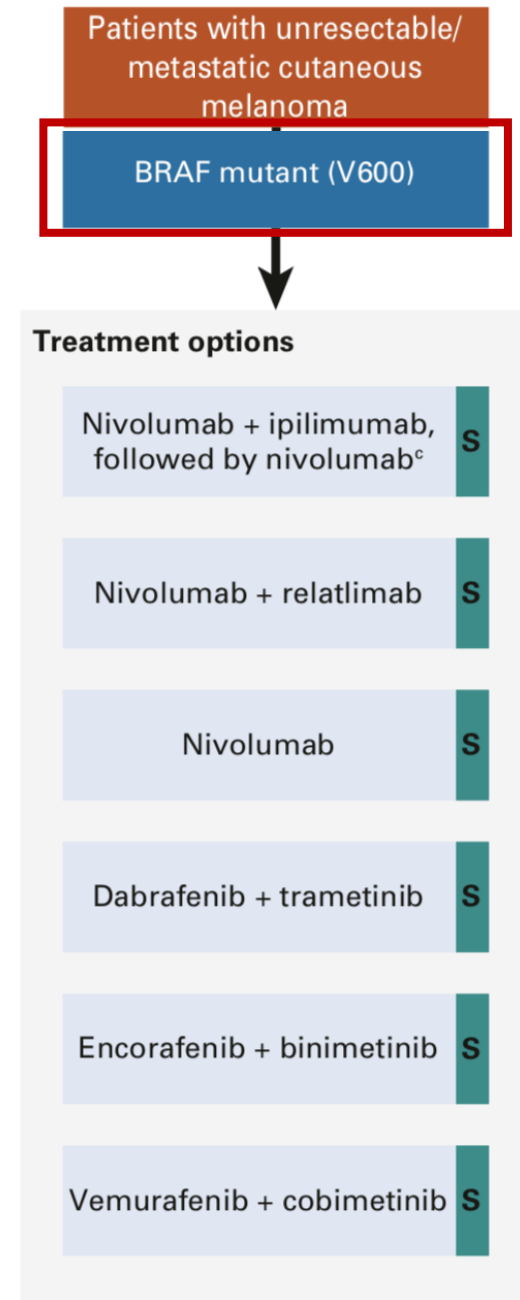 Patients with unresectable/
metastatic cutaneous
melanoma
BRAF mutant (V600)
Treatment options
Nivolumab + ipilimumab,
followed by nivolumabᶜ
S
Nivolumab + relatlimab
S
Nivolumab
S
Dabrafenib + trametinib
S
Encorafenib + binimetinib
S
Vemurafenib + cobimetinib
S